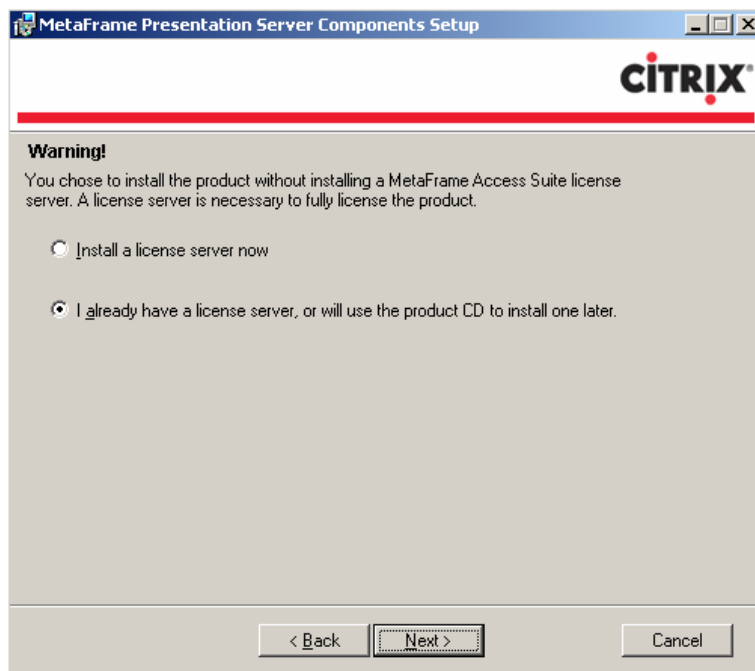 MetaFrame Presentation Server Components Setup
CITRIX®
Warning!
You chose to install the product without installing a MetaFrame Access Suite license
server. A license server is necessary to fully license the product.
Install a license server now
I already have a license server, or will use the product CD to install one later.
< Back
Next >
Cancel